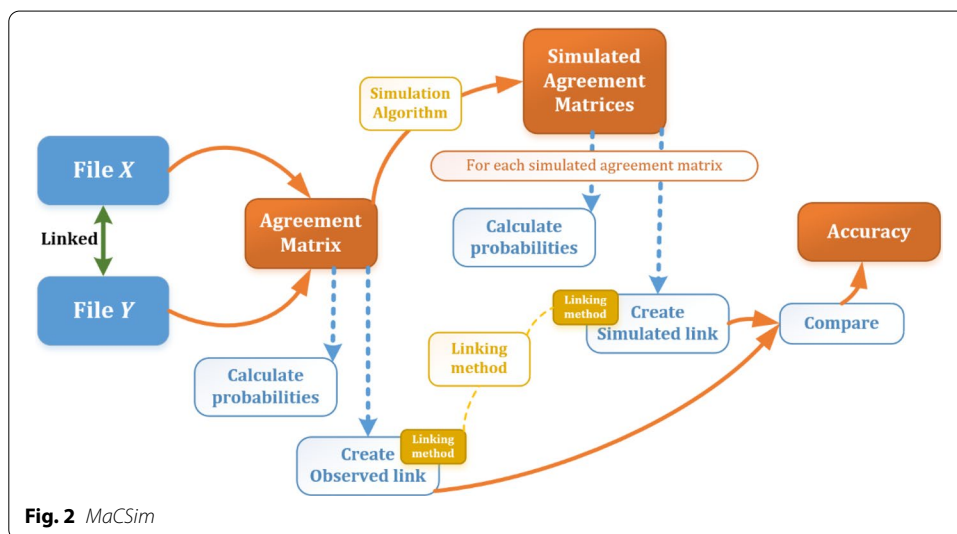 Simulated
Agreement
Matrices
Simulation
Algorithm
File X
For each simulated agreement matrix
Linked
Agreement
Matrix
Calculate
probabilities
Accuracy
File Y
Linking
method
Create
Simulated link
Compare
Linking
method
Calculate
probabilities
Linking
method
Create
Observed link
Fig. 2 MaCSim